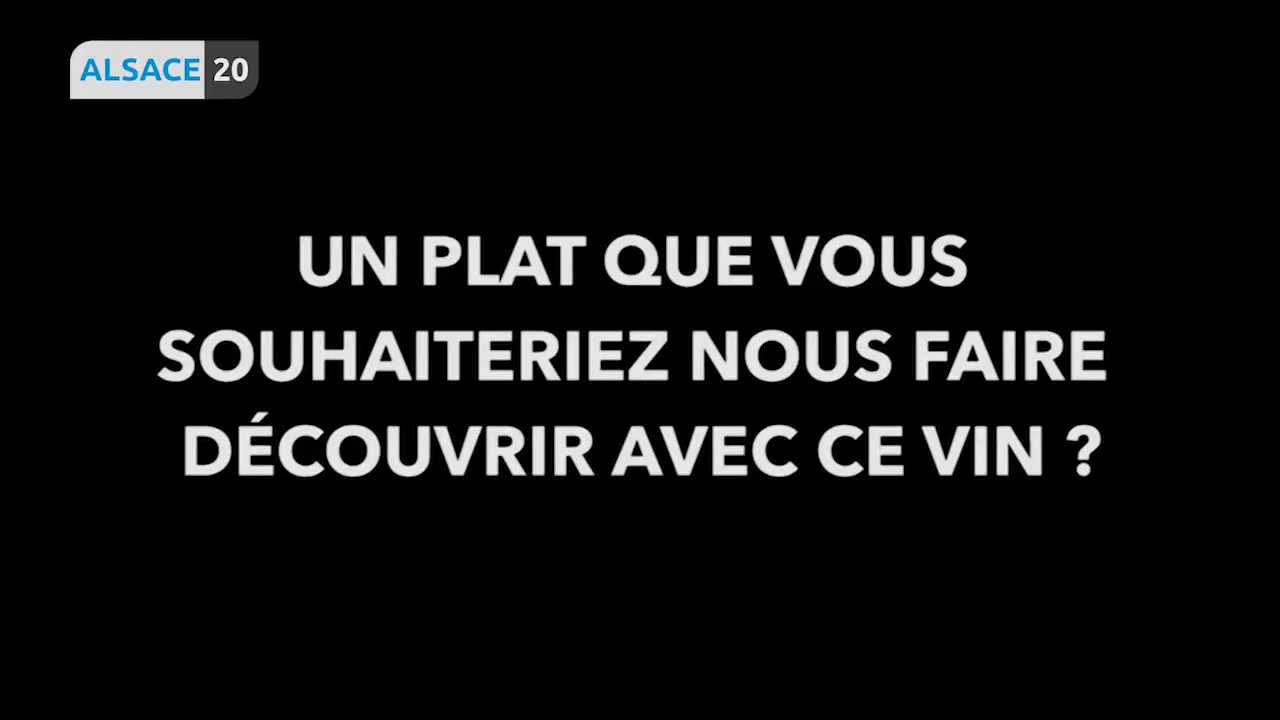 ALSACE 20
UN PLAT QUE VOUS
SOUHAITERIEZ NOUS FAIRE
DÉCOUVRIR AVEC CE VIN ?